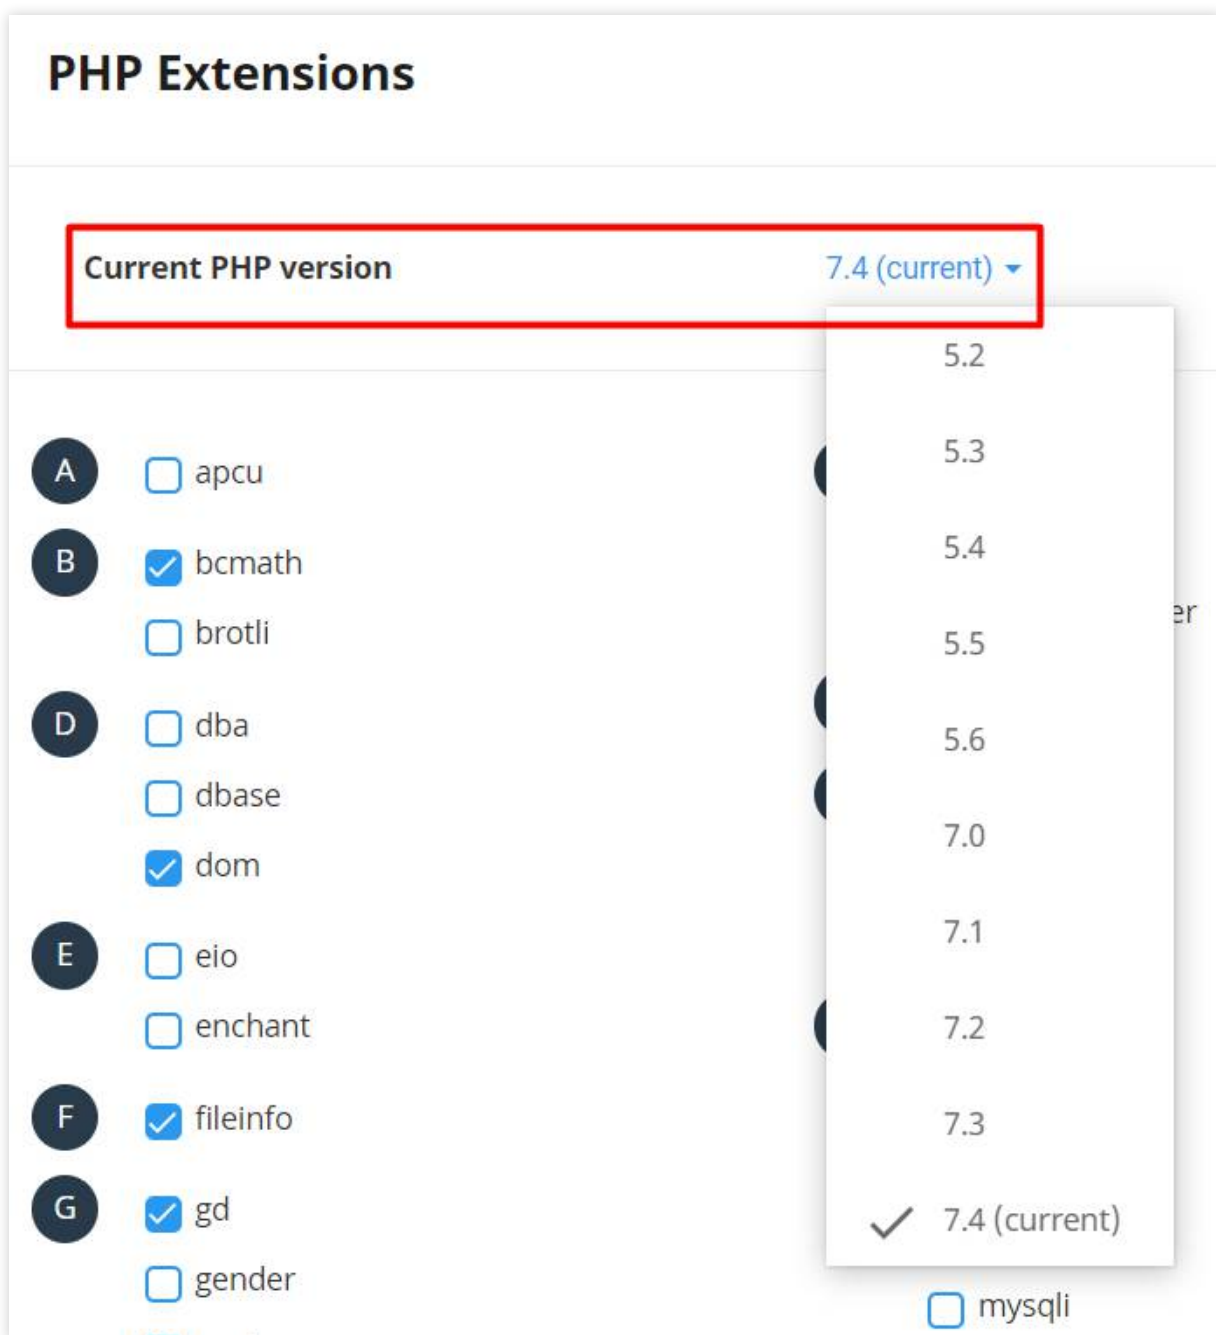 PHP Extensions
Current PHP version
7.4 (current)
5.2
5.3
5.4
5.5
5.6
7.0
7.1
7.2
7.3
7.4 (current)
A
apcu
B
bcmath
brotli
D
dba
dbase
dom
E
eio
enchant
F
fileinfo
G
gd
gender
er
mysqli